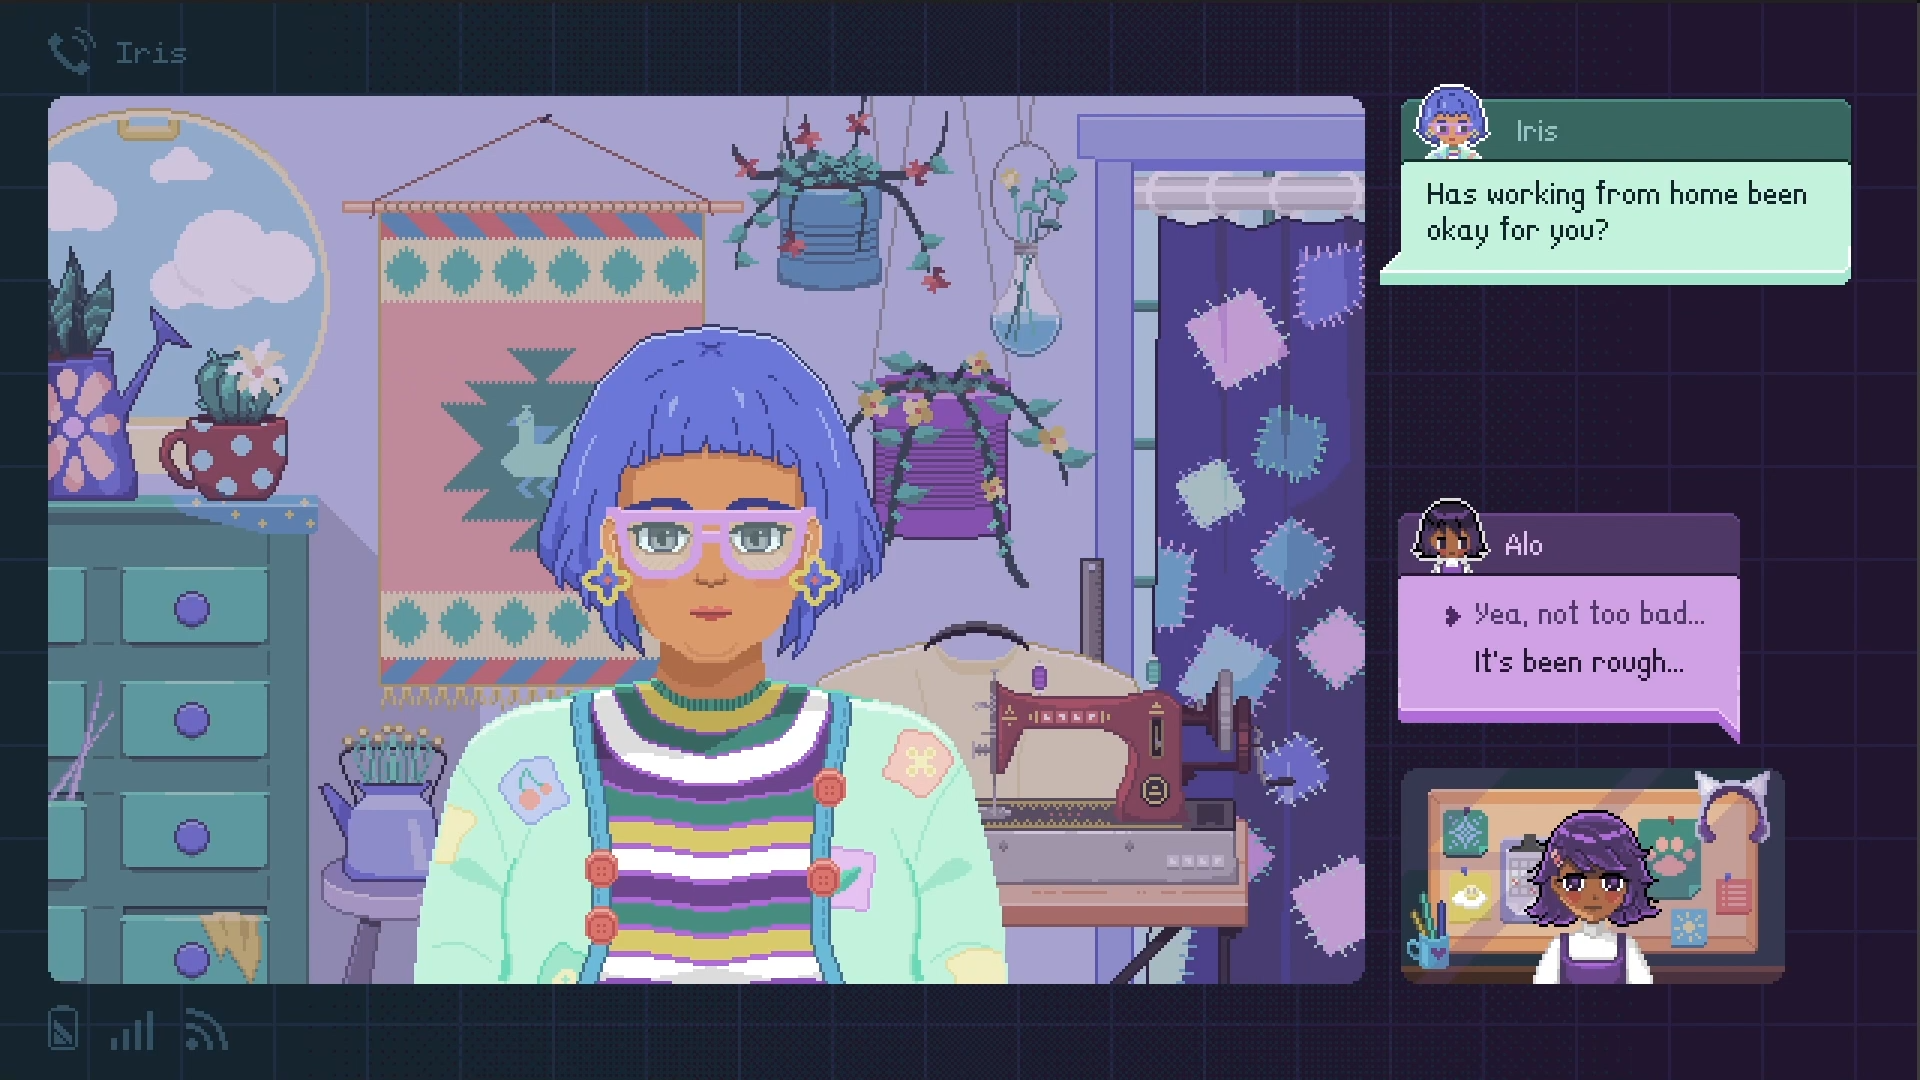 Iris
Iris
Has working from home been
okay for you?
Alo
Yea, not too bad...
It's been rough...